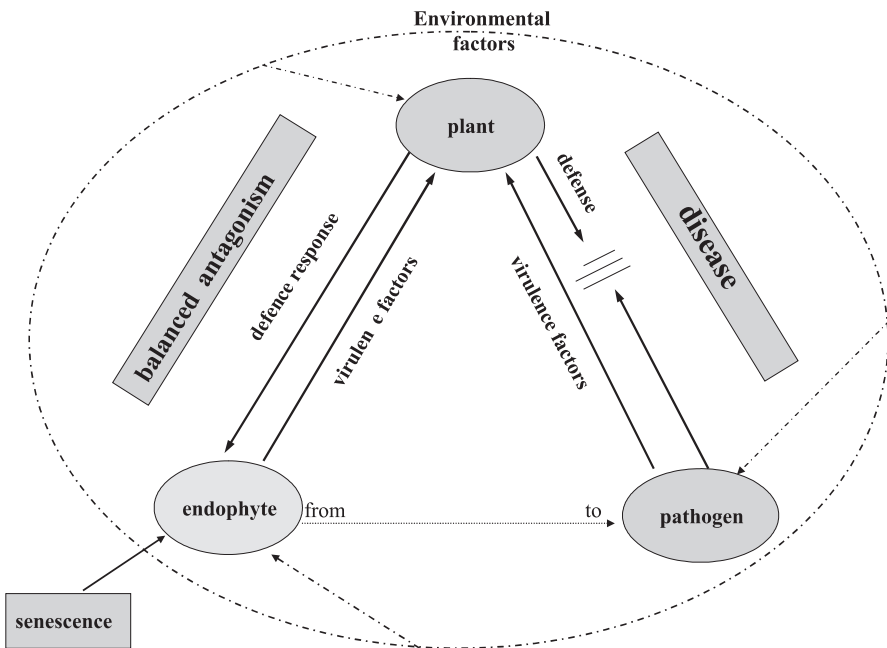 Environmental
factors
plant
balanced antagonism
defence response
virulen e factors
virulence factors
defense
disease
endophyte
from
to
pathogen
senescence